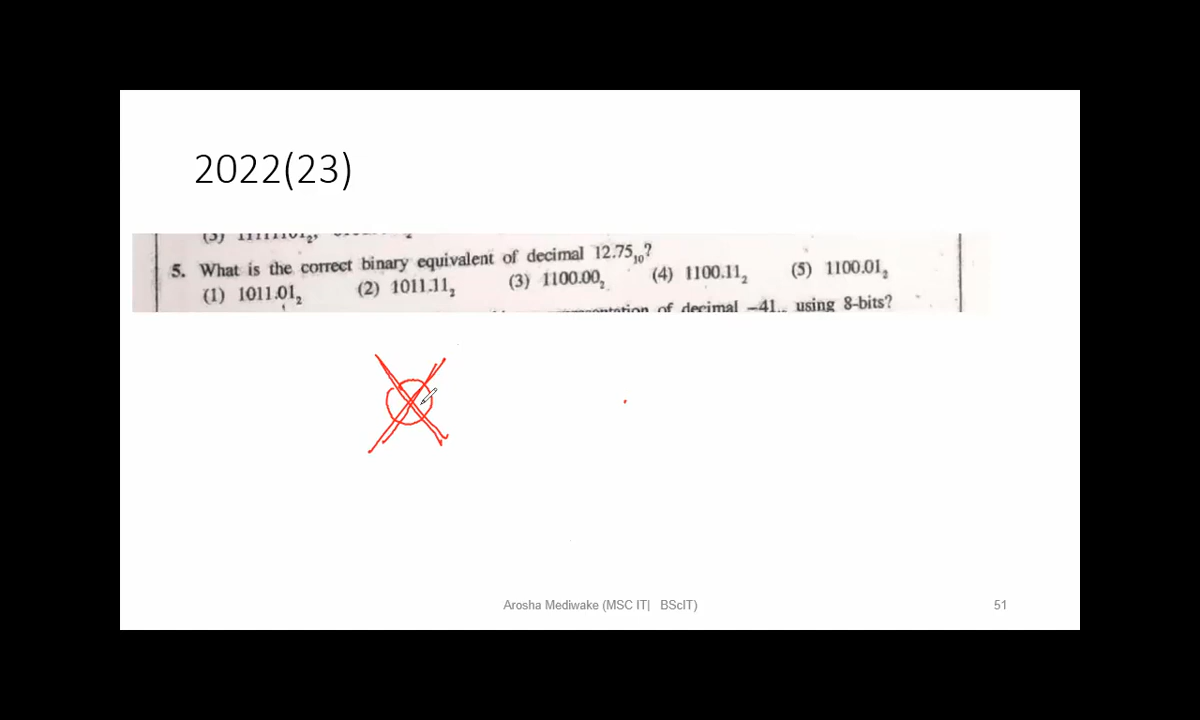 2022(23)
5. What is the correct binary equivalent of decimal 12.75₁₀?
(1) 1011.01₂ (2) 1011.11₂ (3) 1100.00₂ (4) 1100.11₂ (5) 1100.01₂
of decimal −41 using 8-bits?
Arosha Mediwake (MSC IT| BScIT) 51